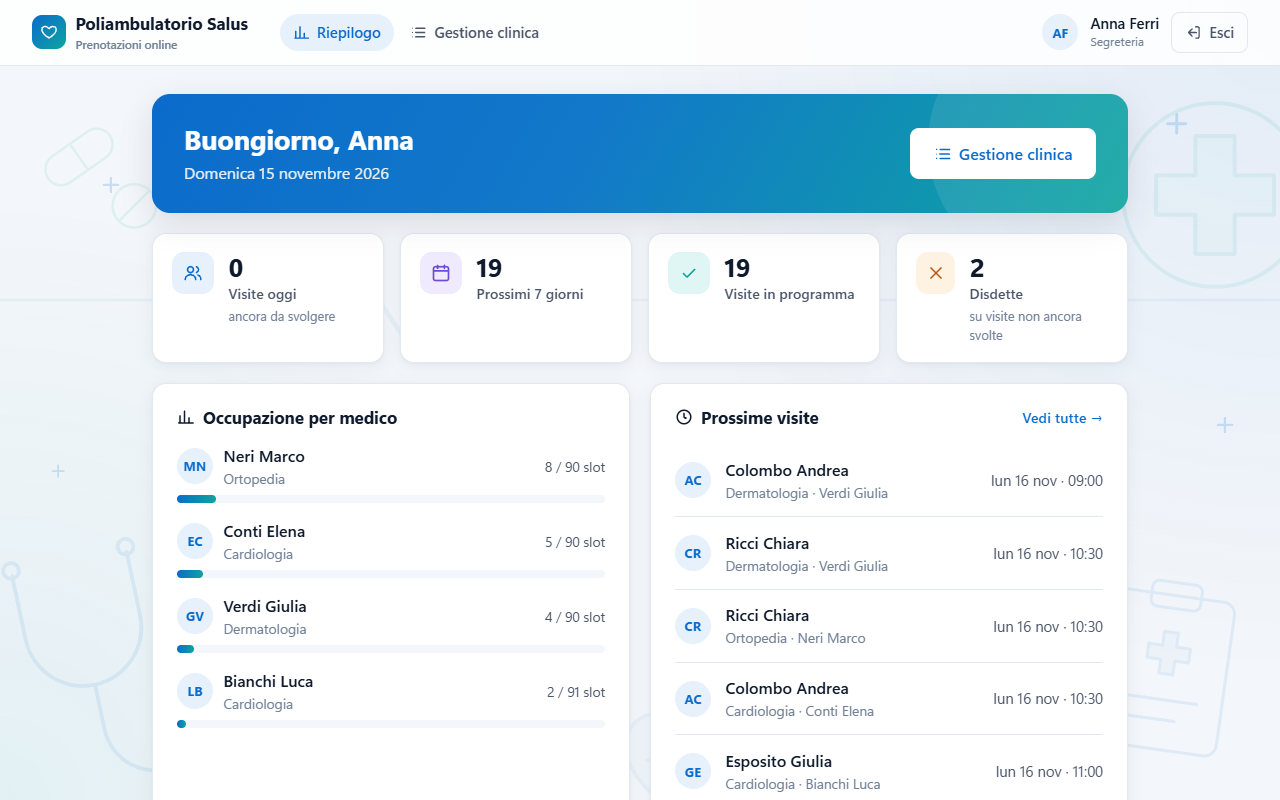 Poliambulatorio Salus
Prenotazioni online
Riepilogo
Gestione clinica
AF
Anna Ferri
Segreteria
Esci
Buongiorno, Anna
Domenica 15 novembre 2026
Gestione clinica
0
Visite oggi
ancora da svolgere
19
Prossimi 7 giorni
19
Visite in programma
2
Disdette
su visite non ancora
svolte
Occupazione per medico
MN
Neri Marco
Ortopedia
8 / 90 slot
EC
Conti Elena
Cardiologia
5 / 90 slot
GV
Verdi Giulia
Dermatologia
4 / 90 slot
LB
Bianchi Luca
Cardiologia
2 / 91 slot
Prossime visite
Vedi tutte →
AC
Colombo Andrea
Dermatologia · Verdi Giulia
lun 16 nov · 09:00
CR
Ricci Chiara
Dermatologia · Verdi Giulia
lun 16 nov · 10:30
CR
Ricci Chiara
Ortopedia · Neri Marco
lun 16 nov · 10:30
AC
Colombo Andrea
Cardiologia · Conti Elena
lun 16 nov · 10:30
GE
Esposito Giulia
Cardiologia · Bianchi Luca
lun 16 nov · 11:00